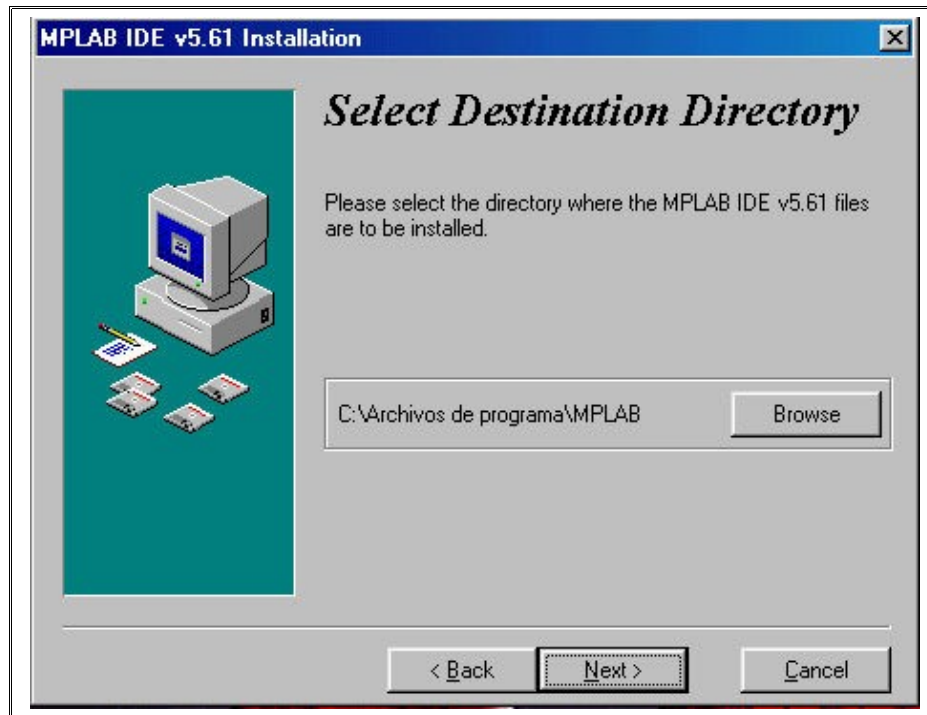 MPLAB IDE v5.61 Installation
Select Destination Directory
Please select the directory where the MPLAB IDE v5.61 files
are to be installed.
C:\Archivos de programa\MPLAB
Browse
< Back
Next >
Cancel